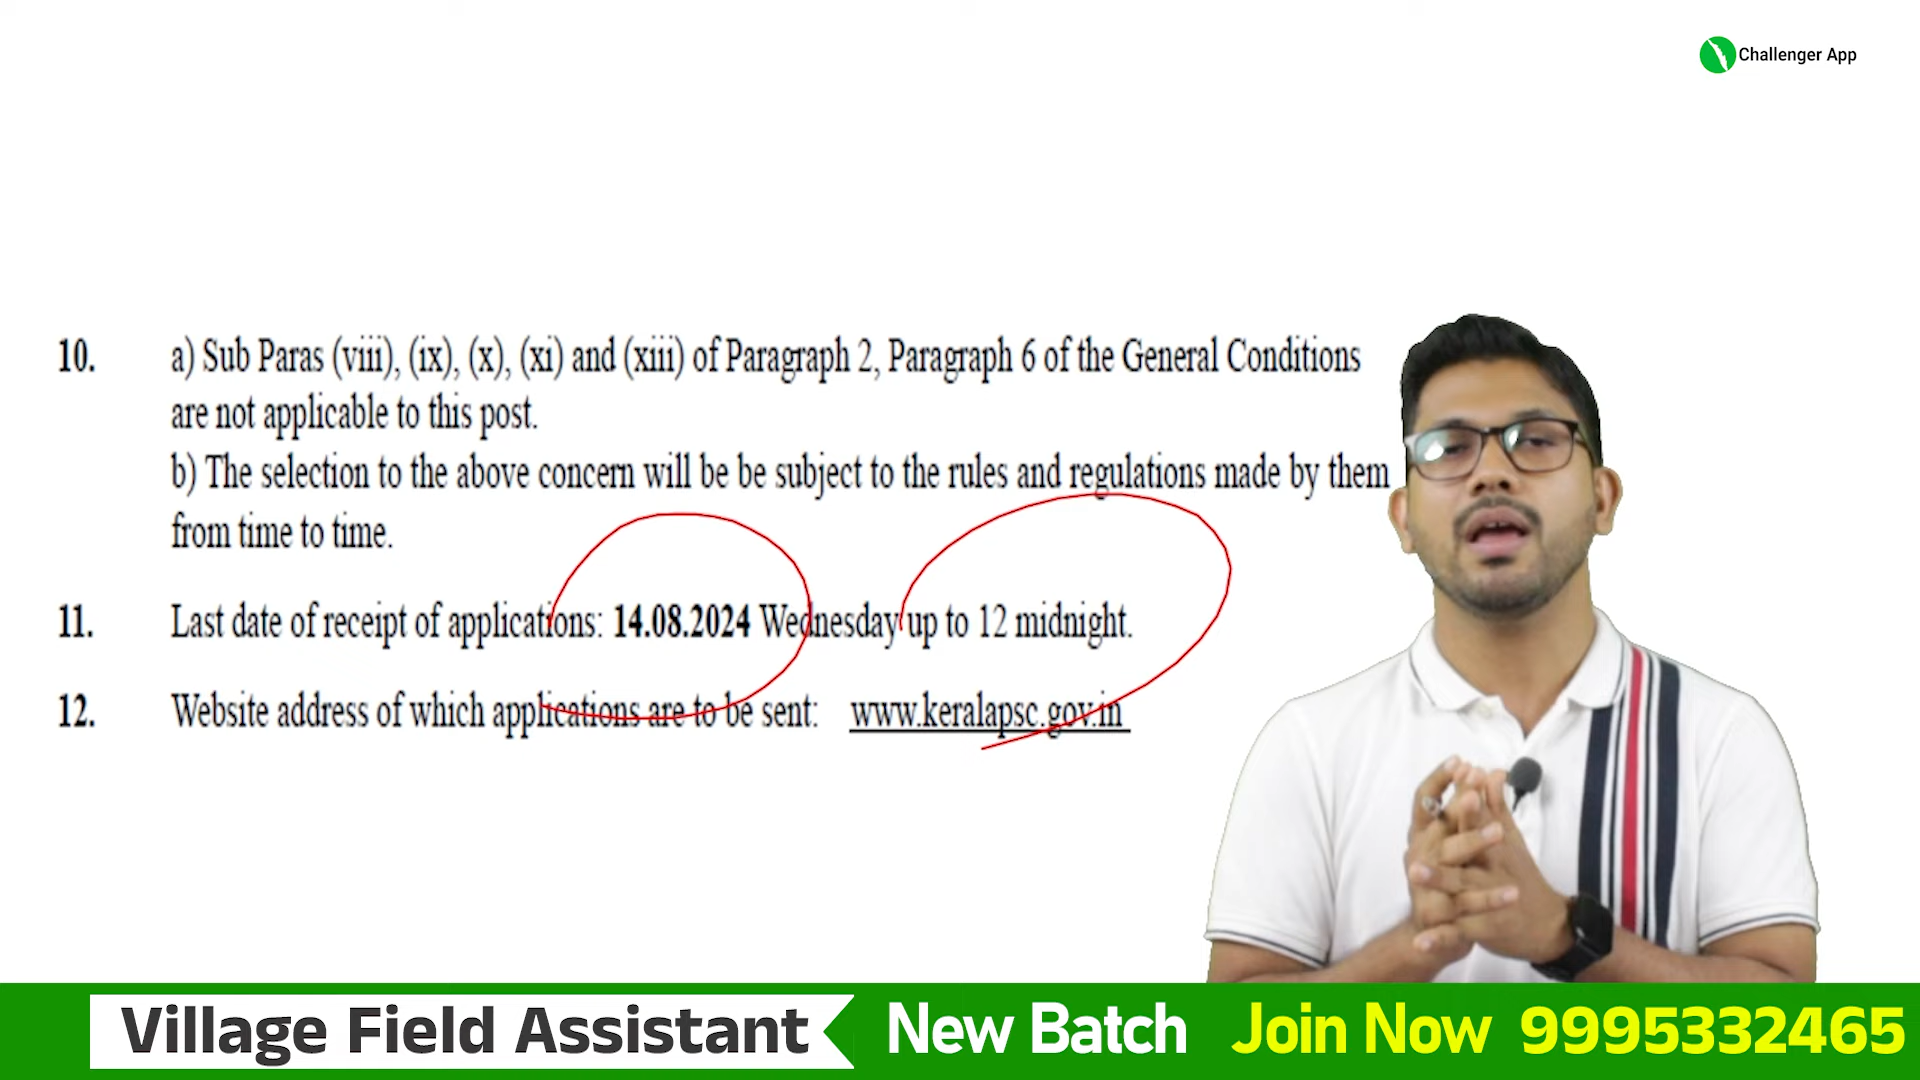 Challenger App
10. a) Sub Paras (viii), (ix), (x), (xi) and (xiii) of Paragraph 2, Paragraph 6 of the General Conditions
are not applicable to this post.
b) The selection to the above concern will be be subject to the rules and regulations made by them
from time to time.
11. Last date of receipt of applications: 14.08.2024 Wednesday up to 12 midnight.
12. Website address of which applications are to be sent: www.keralapsc.gov.in
Village Field Assistant New Batch Join Now 9995332465